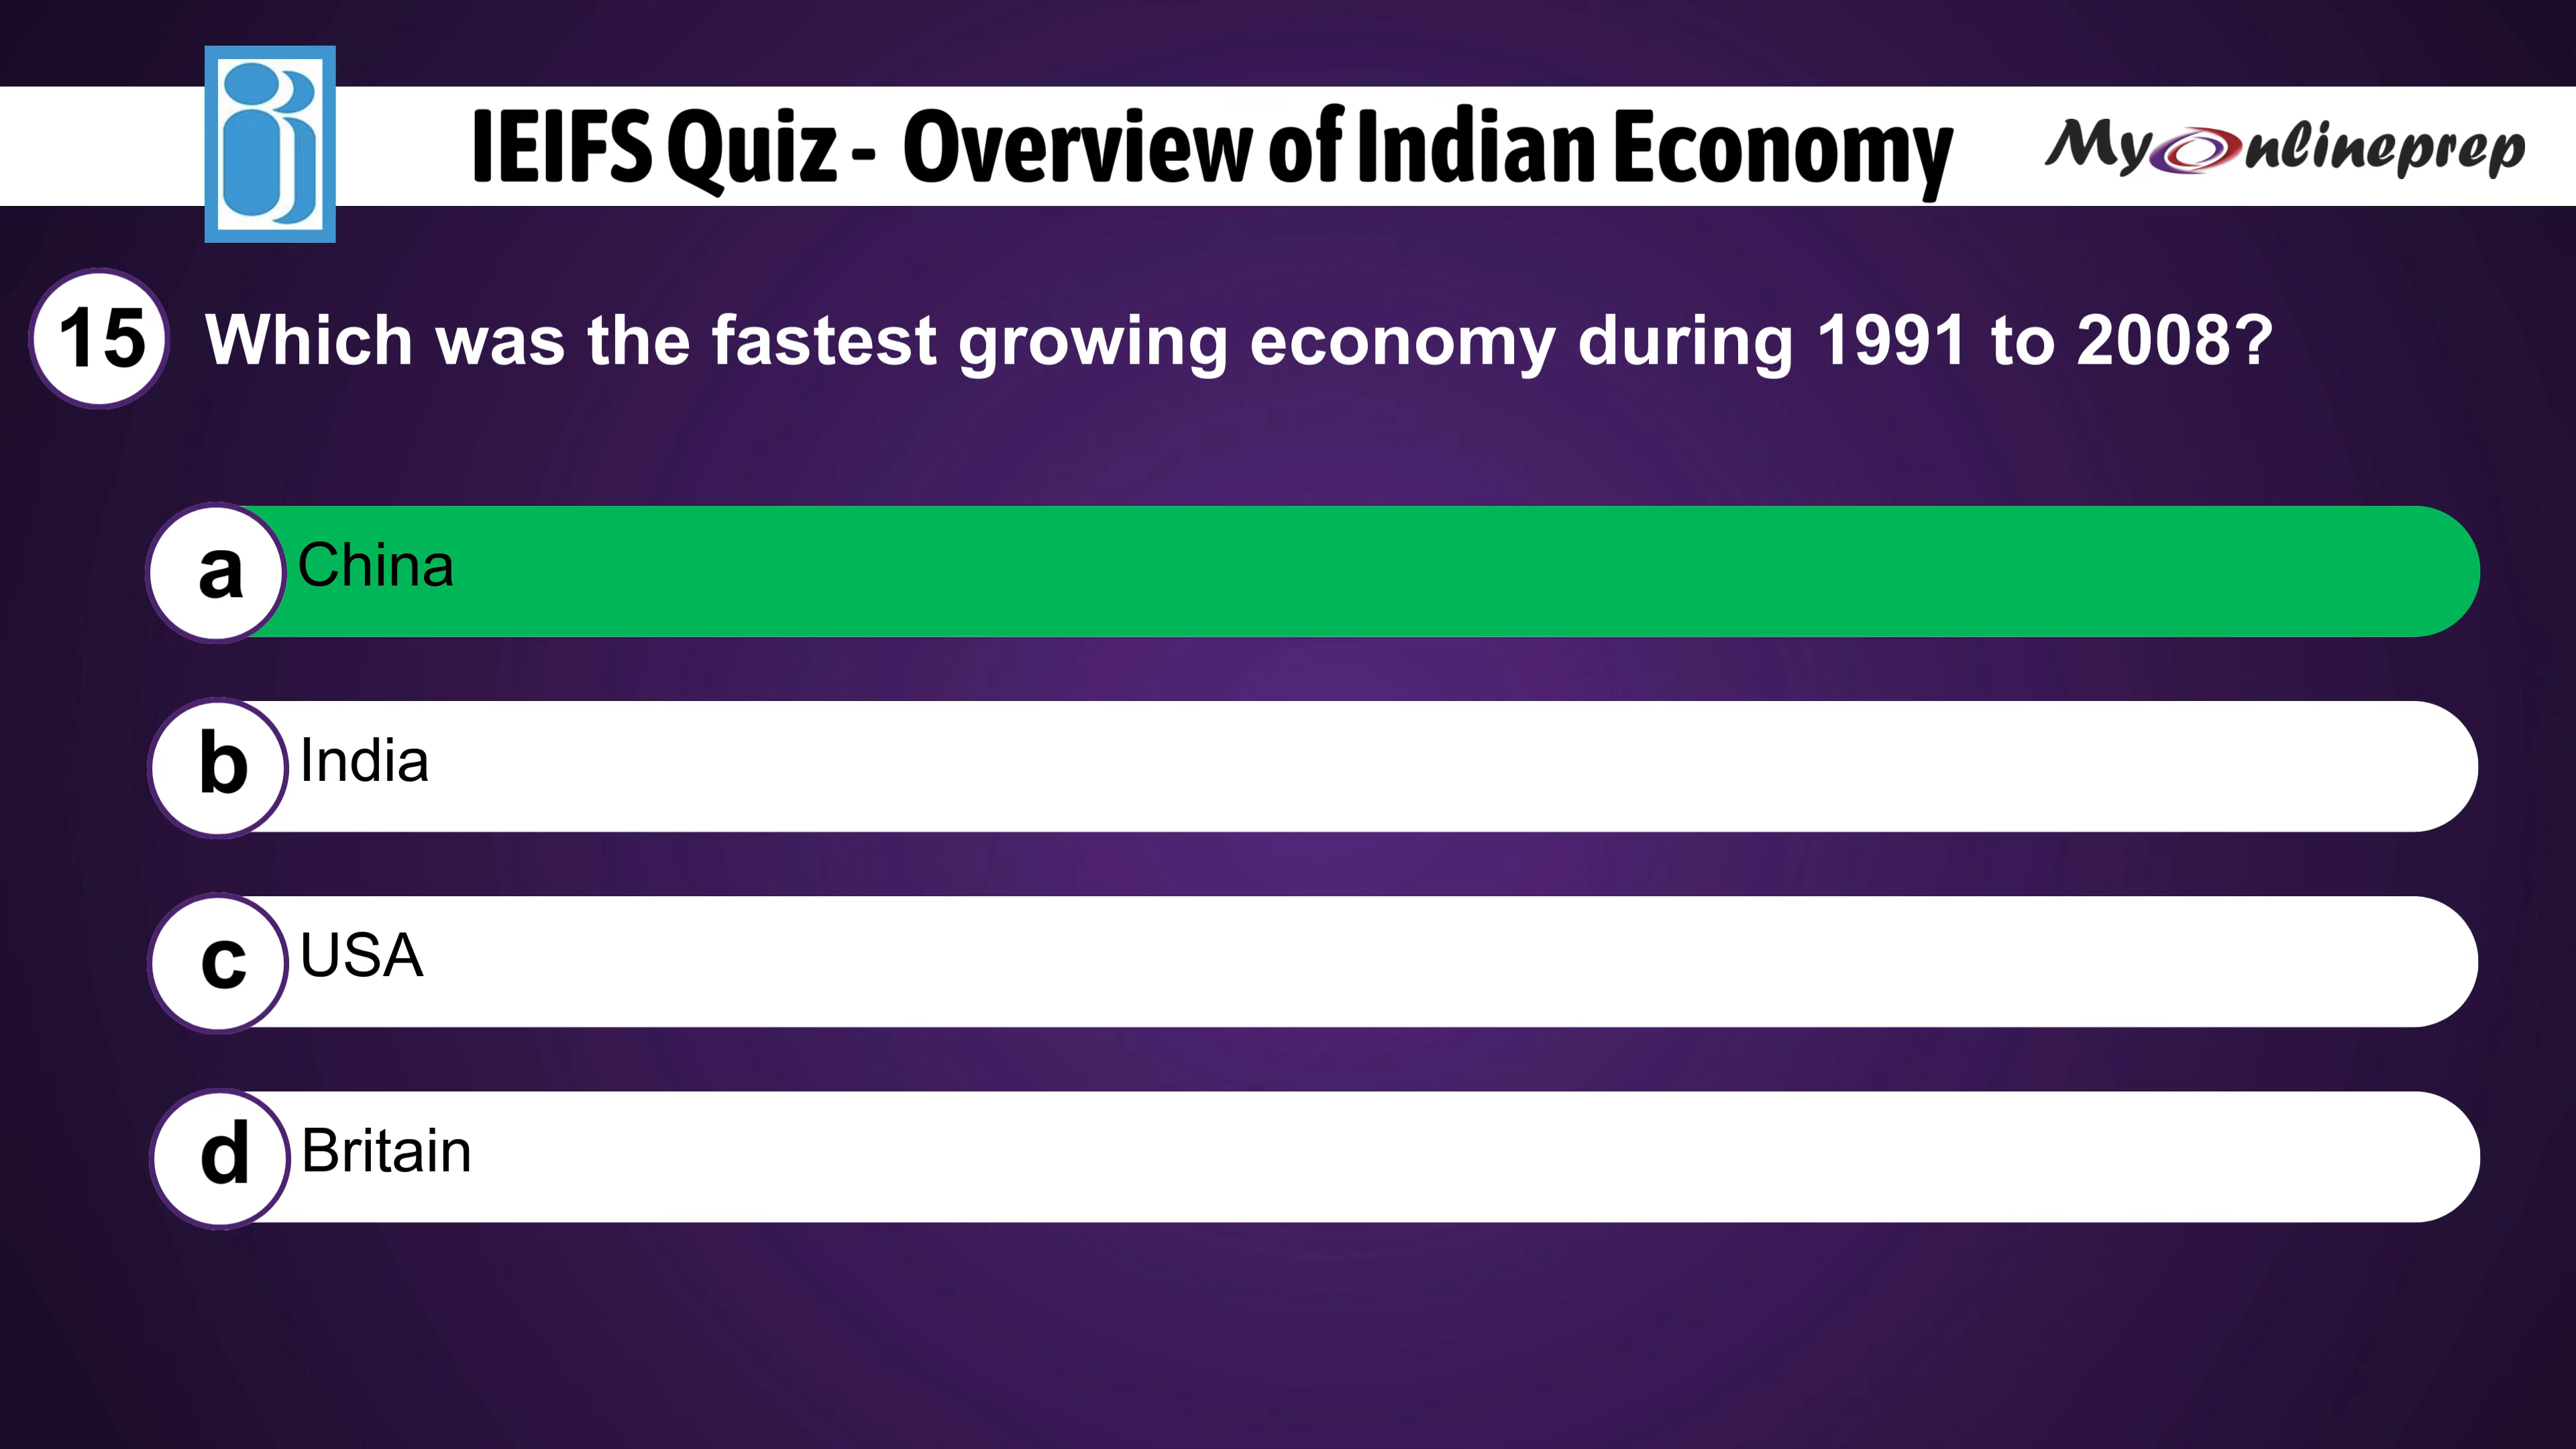 IEIFS Quiz - Overview of Indian Economy
MyOnlineprep
15 Which was the fastest growing economy during 1991 to 2008?
a China
b India
c USA
d Britain